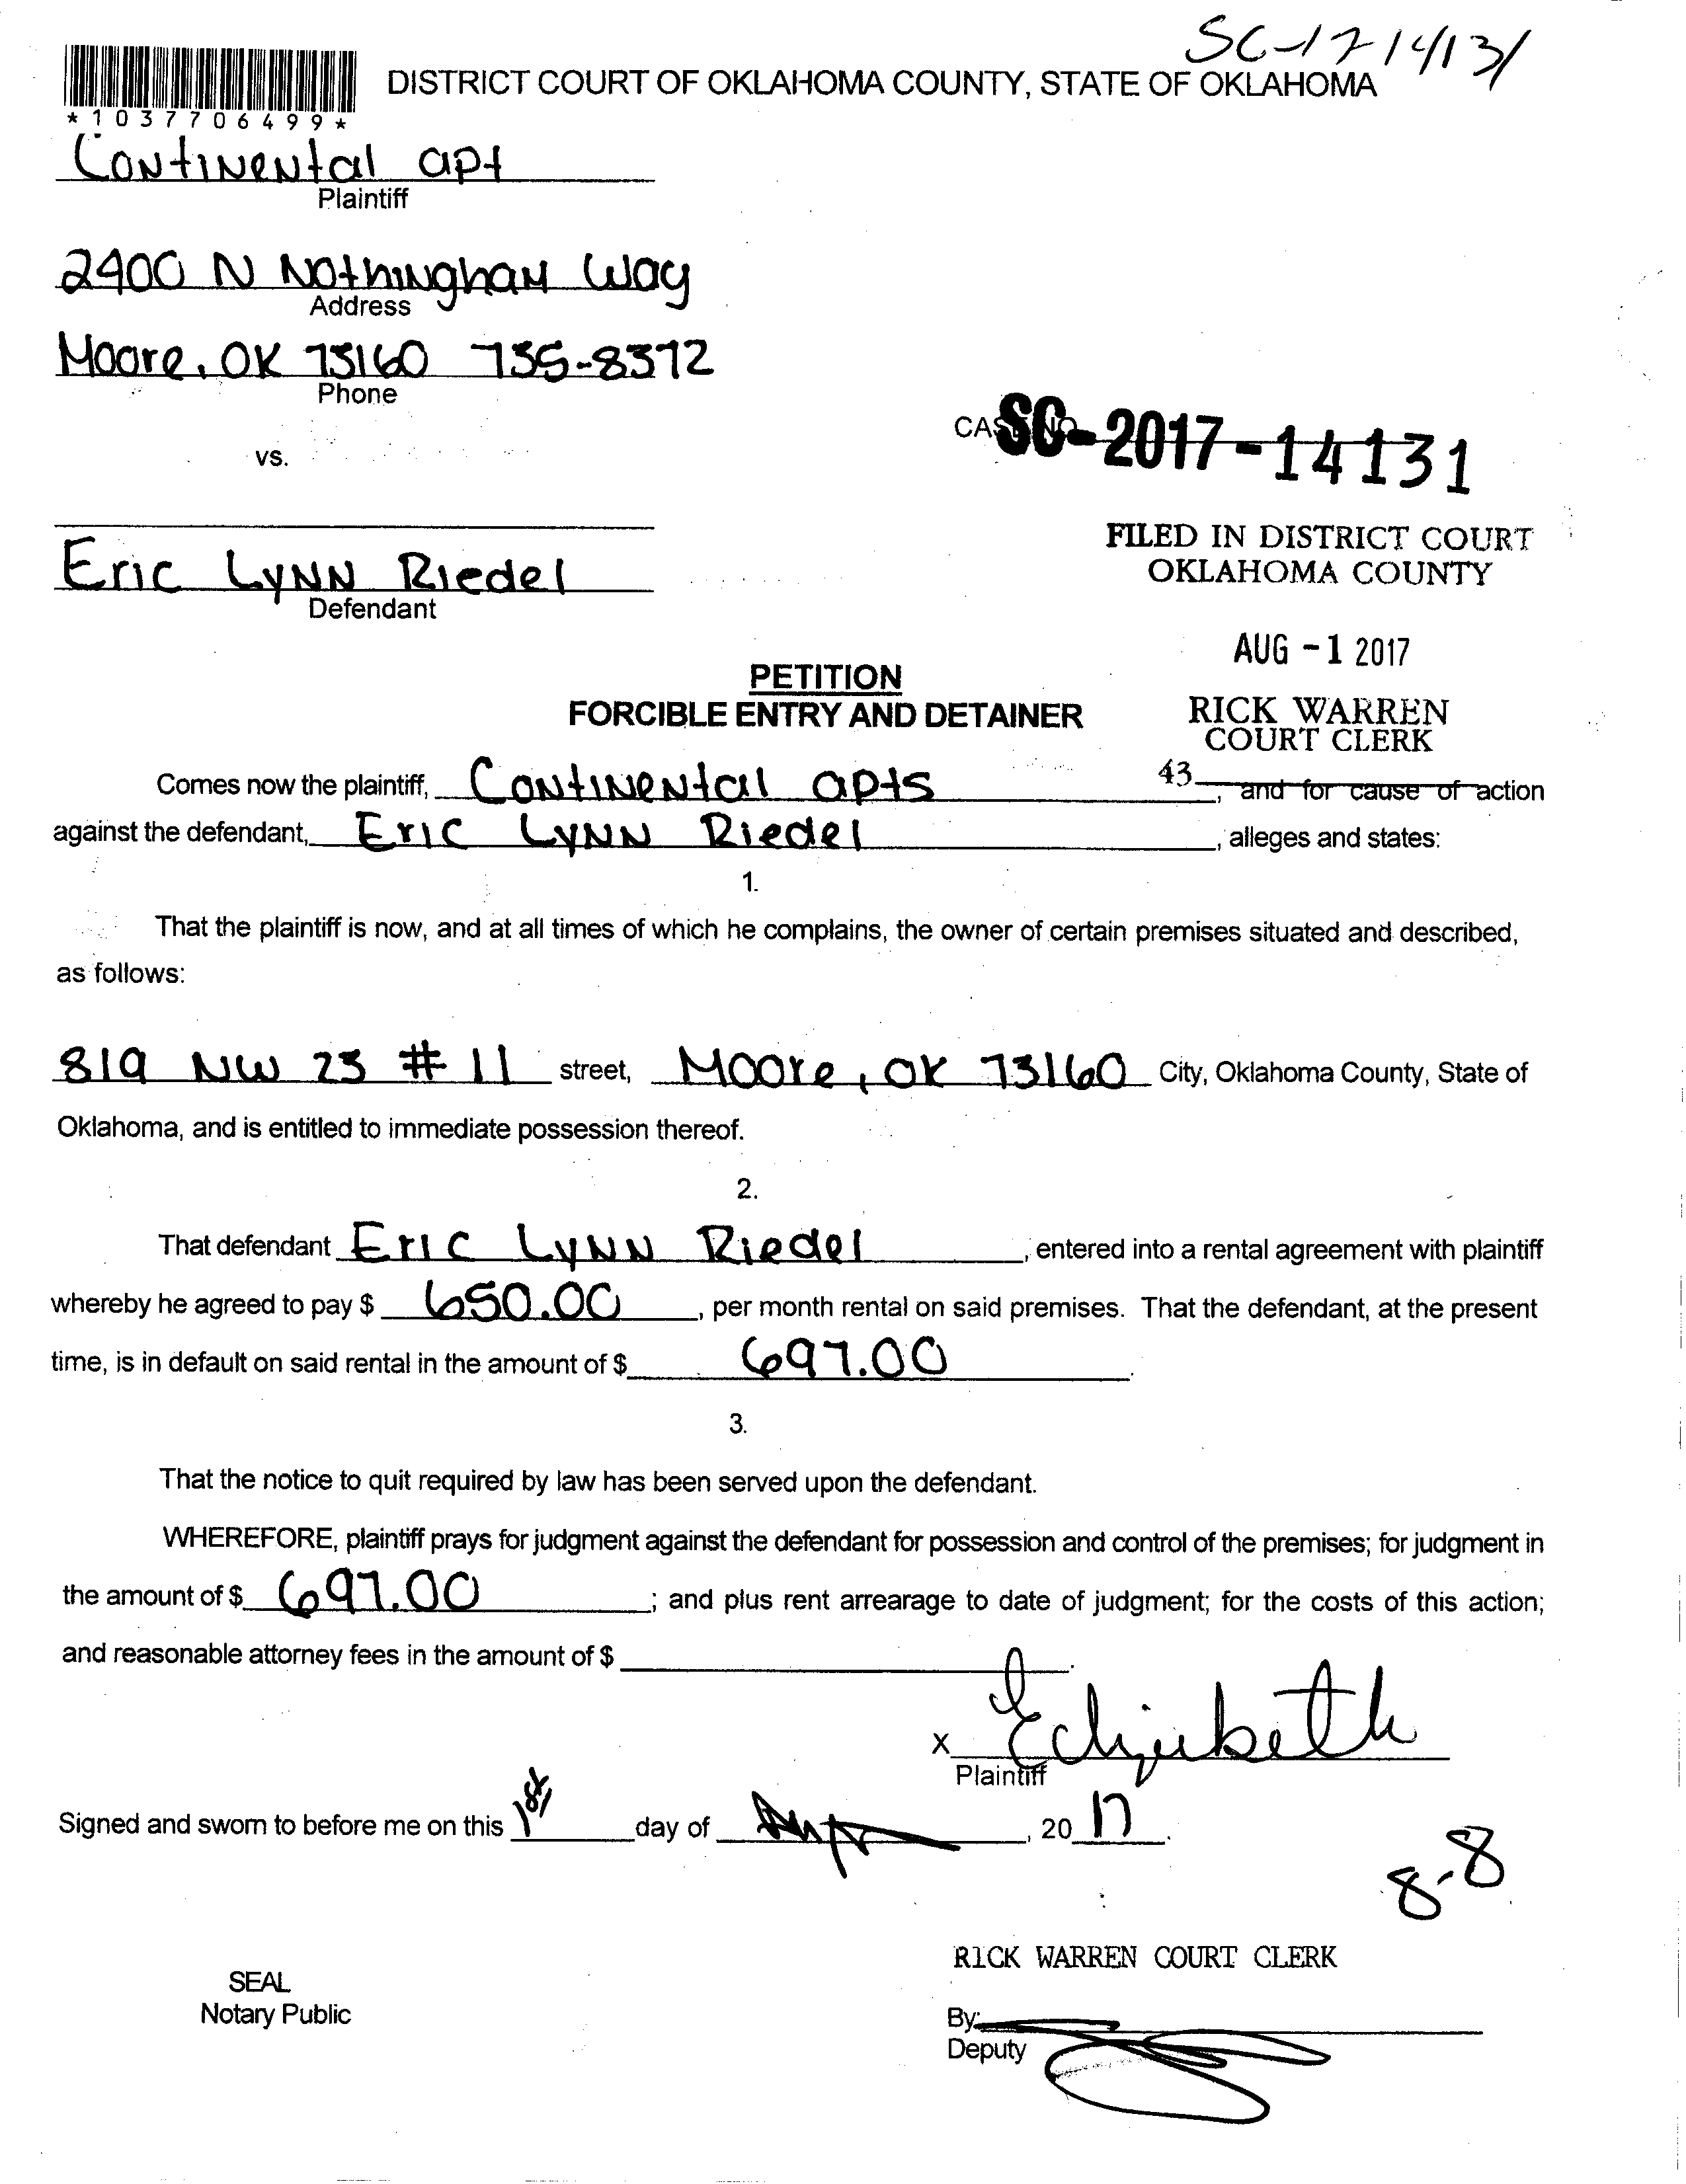 SC-17-14131
DISTRICT COURT OF OKLAHOMA COUNTY, STATE OF OKLAHOMA
*1037706499*
Continental apt
Plaintiff
2400 N Nothingham Way
Address
Moore, OK 73160 735-8372
Phone
vs.
SC-2017-14131
FILED IN DISTRICT COURT
OKLAHOMA COUNTY
Eric Lynn Riedel
Defendant
AUG -1 2017
PETITION
FORCIBLE ENTRY AND DETAINER
RICK WARREN
COURT CLERK
43
Comes now the plaintiff, Continental apts, and for cause of action
against the defendant, Eric Lynn Riedel, alleges and states:
1.
That the plaintiff is now, and at all times of which he complains, the owner of certain premises situated and described,
as follows:
819 NW 23 # 11 street, Moore, OK 73160 City, Oklahoma County, State of
Oklahoma, and is entitled to immediate possession thereof.
2.
That defendant Eric Lynn Riedel, entered into a rental agreement with plaintiff
whereby he agreed to pay $ 650.00, per month rental on said premises. That the defendant, at the present
time, is in default on said rental in the amount of $ 697.00.
3.
That the notice to quit required by law has been served upon the defendant.
WHEREFORE, plaintiff prays for judgment against the defendant for possession and control of the premises; for judgment in
the amount of $ 697.00; and plus rent arrearage to date of judgment; for the costs of this action;
and reasonable attorney fees in the amount of $
X
Plaintiff
Signed and sworn to before me on this 1st day of , 20 17.
8-8
RICK WARREN COURT CLERK
SEAL
Notary Public
By:
Deputy